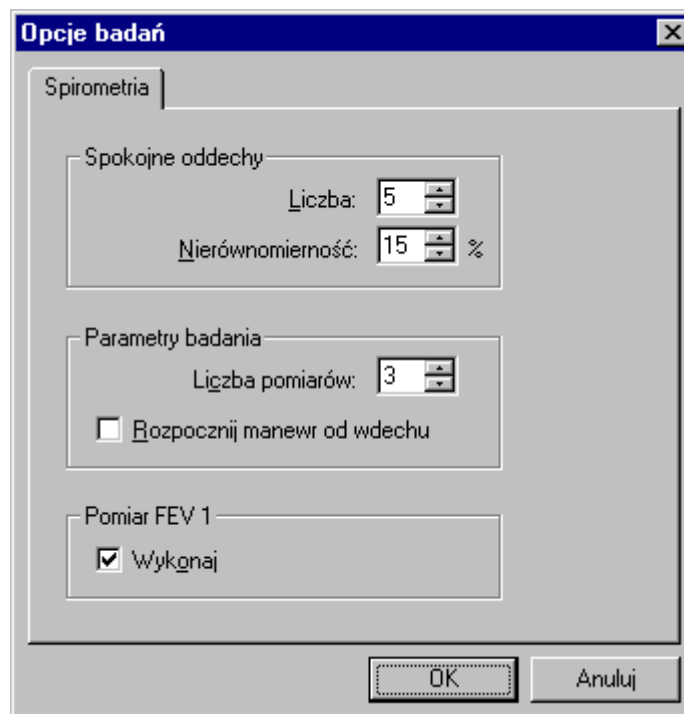 Opcje badań
Spirometria
Spokojne oddechy
Liczba: 5
Nierównomierność: 15 %
Parametry badania
Liczba pomiarów: 3
Rozpocznij manewr od wdechu
Pomiar FEV 1
Wykonaj
OK Anuluj